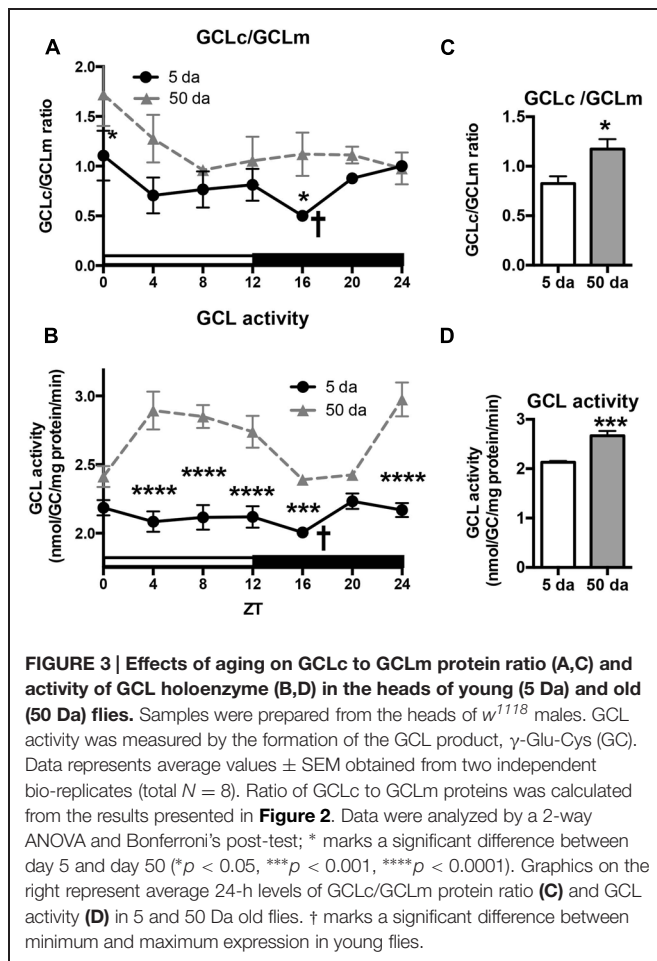 A
GCLc/GCLm
5 da
50 da
GCLc/GCLm ratio
2.0
1.5
1.0
0.5
0.0
*
*
†
0 4 8 12 16 20 24
C
GCLc /GCLm
GCLc/GCLm ratio
1.5
1.0
0.5
0.0
*
5 da 50 da
B
GCL activity
5 da
50 da
GCL activity
(nmol/GC/mg protein/min)
3.0
2.5
2.0
**** **** **** *** ****
†
0 4 8 12 16 20 24
ZT
D
GCL activity
GCL activity
(nmol/GC/mg protein/min)
3
2
1
0
***
5 da 50 da
FIGURE 3 | Effects of aging on GCLc to GCLm protein ratio (A,C) and
activity of GCL holoenzyme (B,D) in the heads of young (5 Da) and old
(50 Da) flies. Samples were prepared from the heads of w1118 males. GCL
activity was measured by the formation of the GCL product, γ-Glu-Cys (GC).
Data represents average values ± SEM obtained from two independent
bio-replicates (total N = 8). Ratio of GCLc to GCLm proteins was calculated
from the results presented in Figure 2. Data were analyzed by a 2-way
ANOVA and Bonferroni's post-test; * marks a significant difference between
day 5 and day 50 (*p < 0.05, ***p < 0.001, ****p < 0.0001). Graphics on the
right represent average 24-h levels of GCLc/GCLm protein ratio (C) and GCL
activity (D) in 5 and 50 Da old flies. † marks a significant difference between
minimum and maximum expression in young flies.